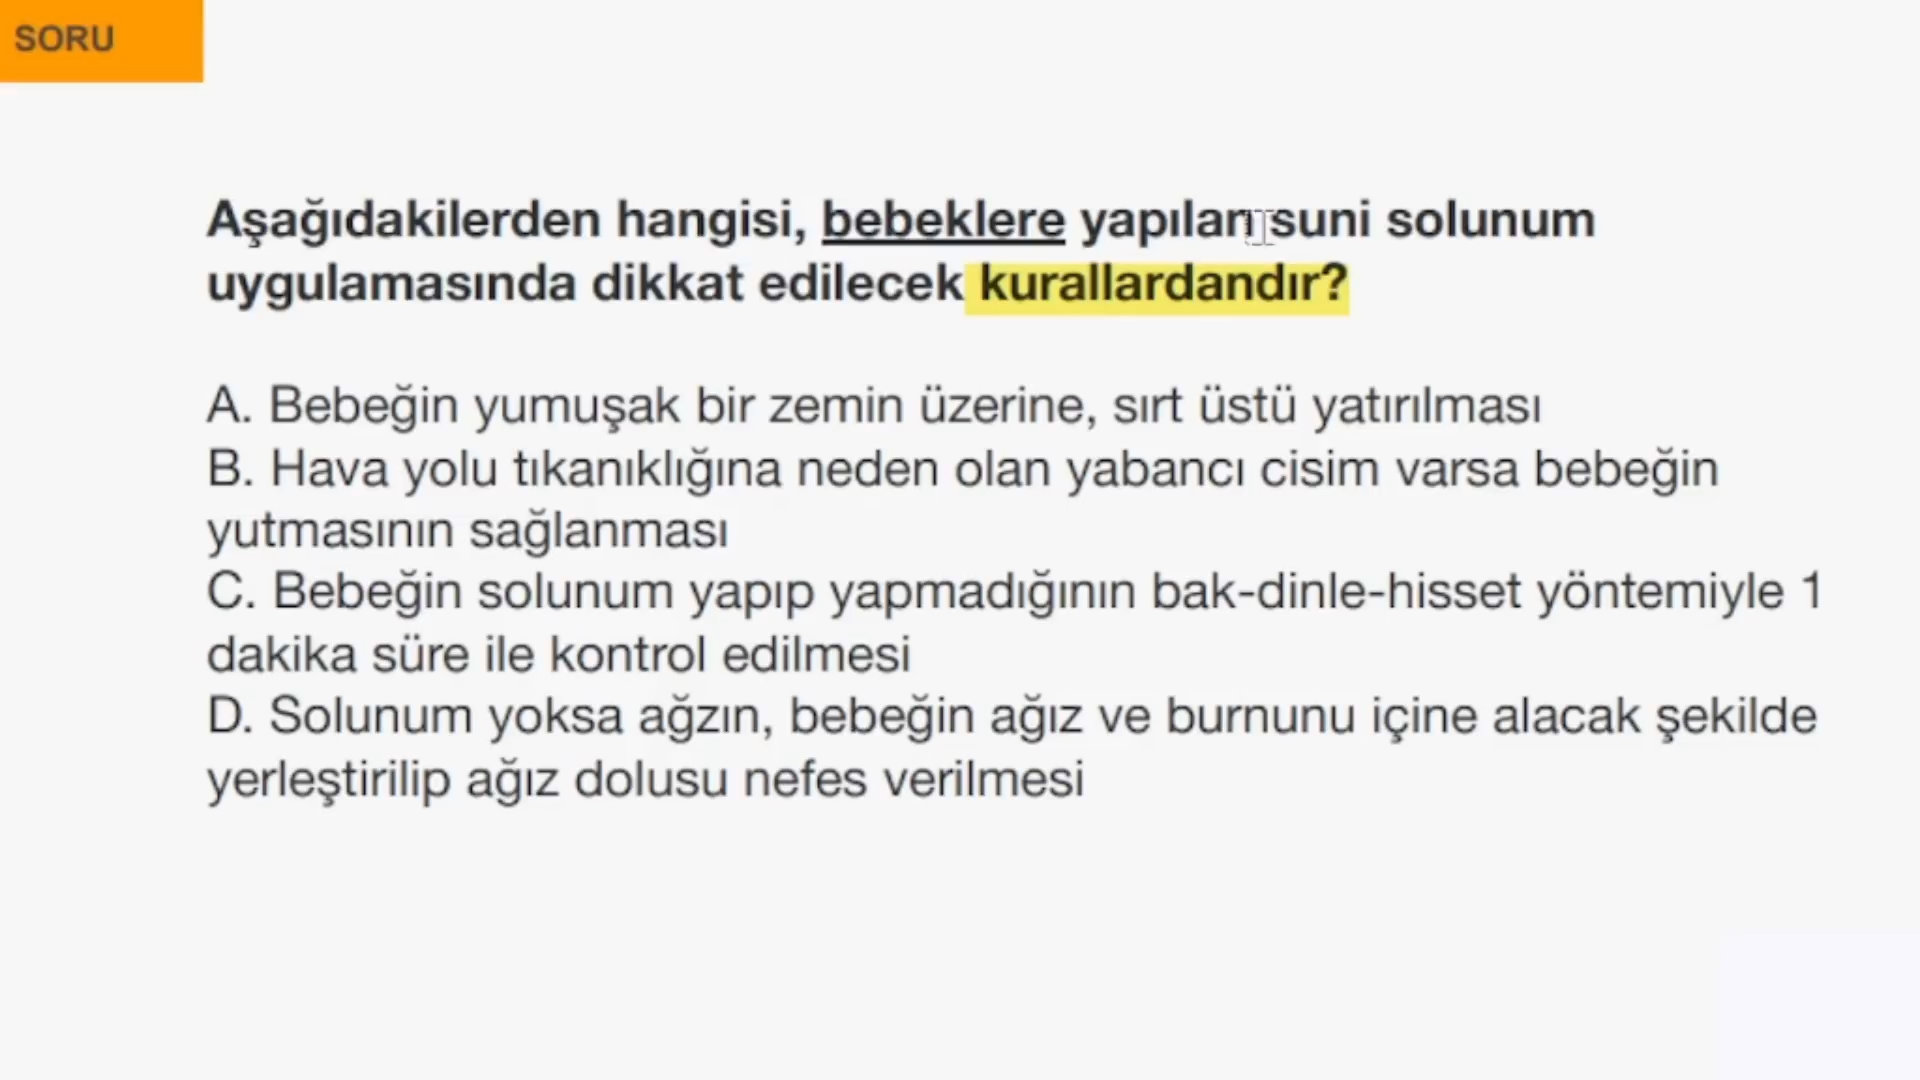 SORU
Aşağıdakilerden hangisi, bebeklere yapılan suni solunum
uygulamasında dikkat edilecek kurallardandır?
A. Bebeğin yumuşak bir zemin üzerine, sırt üstü yatırılması
B. Hava yolu tıkanıklığına neden olan yabancı cisim varsa bebeğin
yutmasının sağlanması
C. Bebeğin solunum yapıp yapmadığının bak-dinle-hisset yöntemiyle 1
dakika süre ile kontrol edilmesi
D. Solunum yoksa ağzın, bebeğin ağız ve burnunu içine alacak şekilde
yerleştirilip ağız dolusu nefes verilmesi